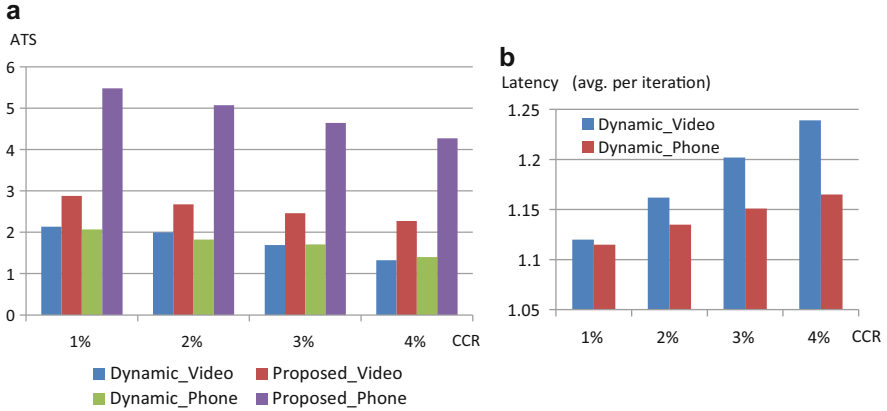 a
ATS
6
5
4
3
2
1
0
1% 2% 3% 4% CCR
Dynamic_Video Proposed_Video
Dynamic_Phone Proposed_Phone
b
Latency (avg. per iteration)
1.25
1.2
1.15
1.1
1.05
Dynamic_Video
Dynamic_Phone
1% 2% 3% 4% CCR